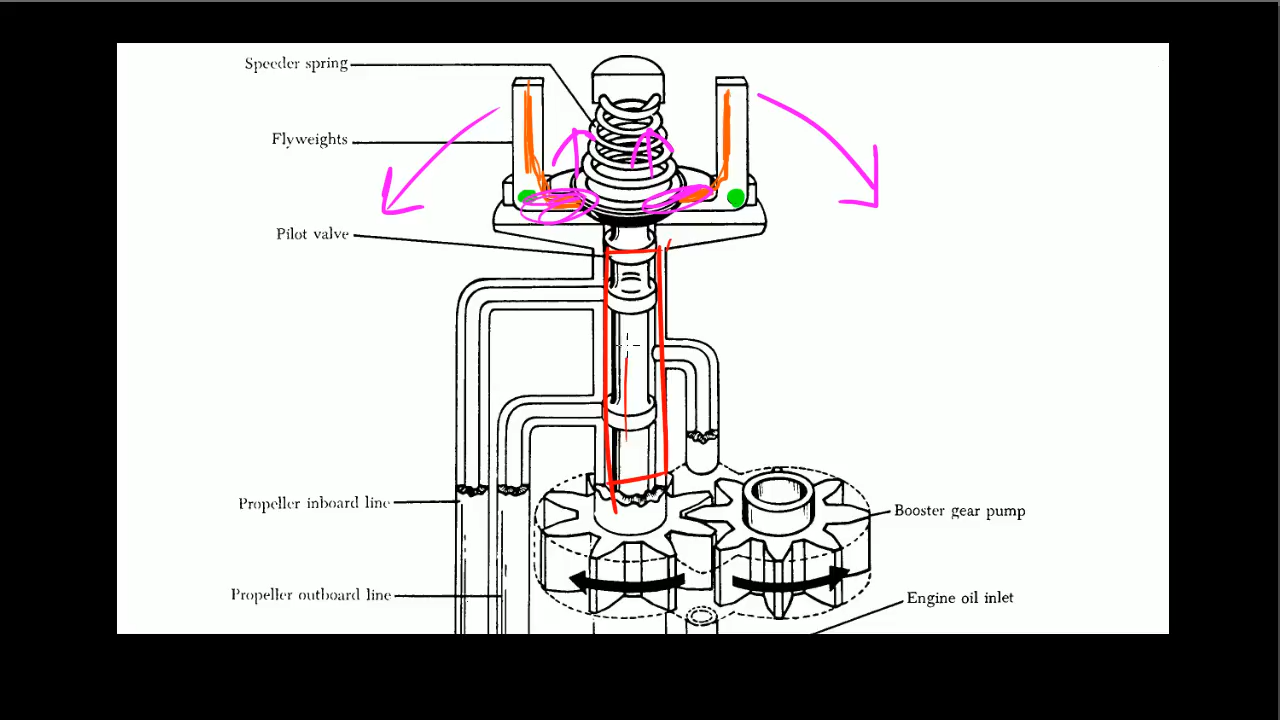 Speeder spring
Flyweights
Pilot valve
Propeller inboard line
Booster gear pump
Propeller outboard line
Engine oil inlet